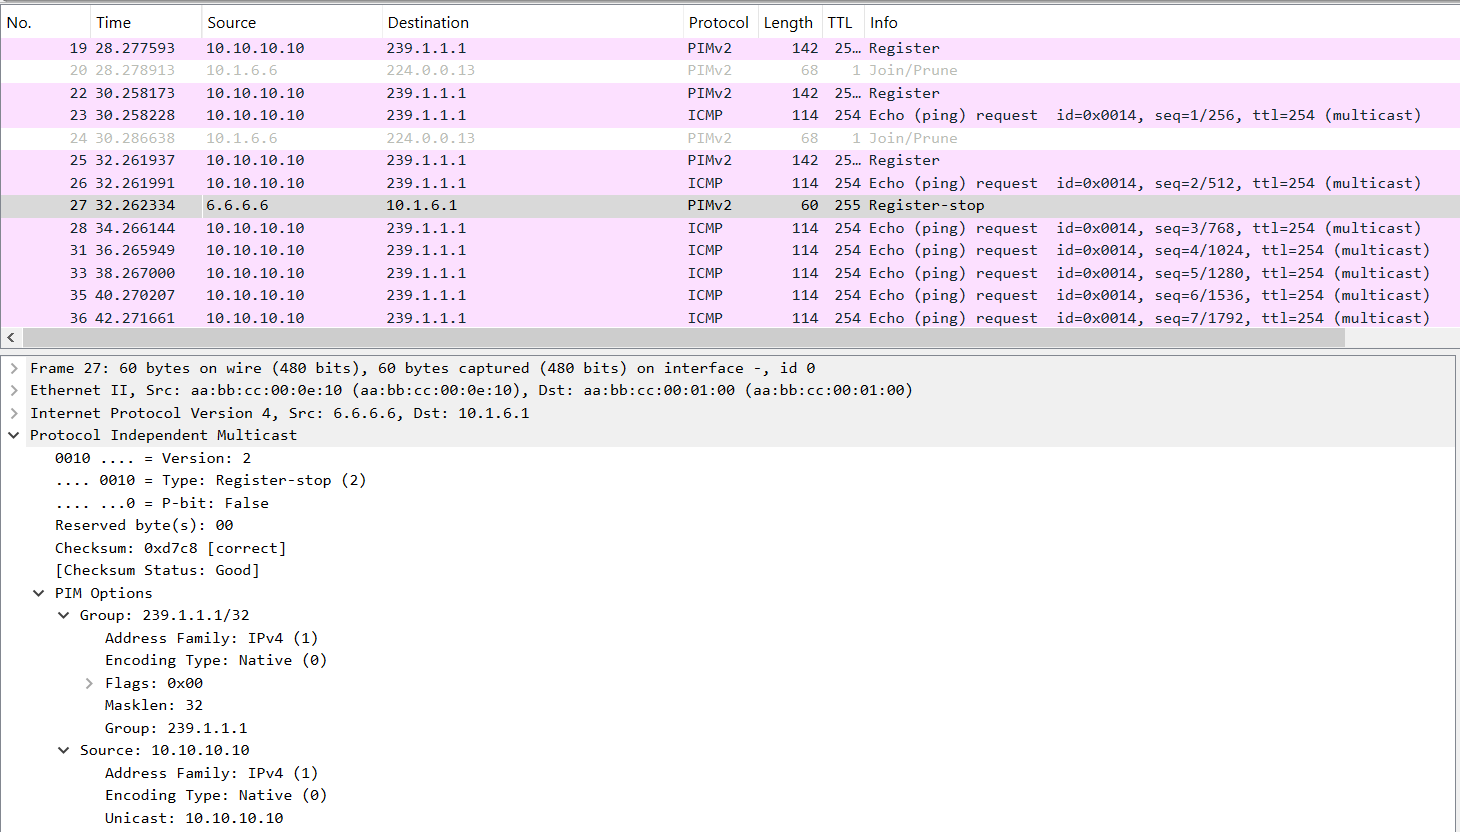 No. Time Source Destination Protocol Length TTL Info
19 28.277593 10.10.10.10 239.1.1.1 PIMv2 142 25… Register
20 28.278913 10.1.6.6 224.0.0.13 PIMv2 68 1 Join/Prune
22 30.258173 10.10.10.10 239.1.1.1 PIMv2 142 25… Register
23 30.258228 10.10.10.10 239.1.1.1 ICMP 114 254 Echo (ping) request id=0x0014, seq=1/256, ttl=254 (multicast)
24 30.286638 10.1.6.6 224.0.0.13 PIMv2 68 1 Join/Prune
25 32.261937 10.10.10.10 239.1.1.1 PIMv2 142 25… Register
26 32.261991 10.10.10.10 239.1.1.1 ICMP 114 254 Echo (ping) request id=0x0014, seq=2/512, ttl=254 (multicast)
27 32.262334 6.6.6.6 10.1.6.1 PIMv2 60 255 Register-stop
28 34.266144 10.10.10.10 239.1.1.1 ICMP 114 254 Echo (ping) request id=0x0014, seq=3/768, ttl=254 (multicast)
31 36.265949 10.10.10.10 239.1.1.1 ICMP 114 254 Echo (ping) request id=0x0014, seq=4/1024, ttl=254 (multicast)
33 38.267000 10.10.10.10 239.1.1.1 ICMP 114 254 Echo (ping) request id=0x0014, seq=5/1280, ttl=254 (multicast)
35 40.270207 10.10.10.10 239.1.1.1 ICMP 114 254 Echo (ping) request id=0x0014, seq=6/1536, ttl=254 (multicast)
36 42.271661 10.10.10.10 239.1.1.1 ICMP 114 254 Echo (ping) request id=0x0014, seq=7/1792, ttl=254 (multicast)
Frame 27: 60 bytes on wire (480 bits), 60 bytes captured (480 bits) on interface -, id 0
Ethernet II, Src: aa:bb:cc:00:0e:10 (aa:bb:cc:00:0e:10), Dst: aa:bb:cc:00:01:00 (aa:bb:cc:00:01:00)
Internet Protocol Version 4, Src: 6.6.6.6, Dst: 10.1.6.1
Protocol Independent Multicast
0010 .... = Version: 2
.... 0010 = Type: Register-stop (2)
.... ...0 = P-bit: False
Reserved byte(s): 00
Checksum: 0xd7c8 [correct]
[Checksum Status: Good]
PIM Options
Group: 239.1.1.1/32
Address Family: IPv4 (1)
Encoding Type: Native (0)
Flags: 0x00
Masklen: 32
Group: 239.1.1.1
Source: 10.10.10.10
Address Family: IPv4 (1)
Encoding Type: Native (0)
Unicast: 10.10.10.10